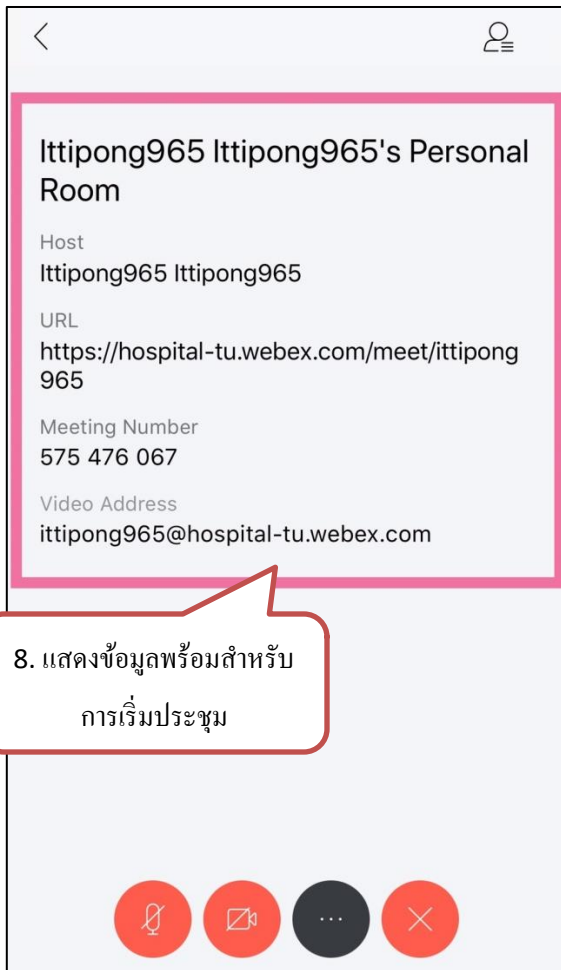 Ittipong965 Ittipong965's Personal
Room
Host
Ittipong965 Ittipong965
URL
https://hospital-tu.webex.com/meet/ittipong
965
Meeting Number
575 476 067
Video Address
ittipong965@hospital-tu.webex.com
8. แสดงข้อมูลพร้อมสำหรับ
การเริ่มประชุม